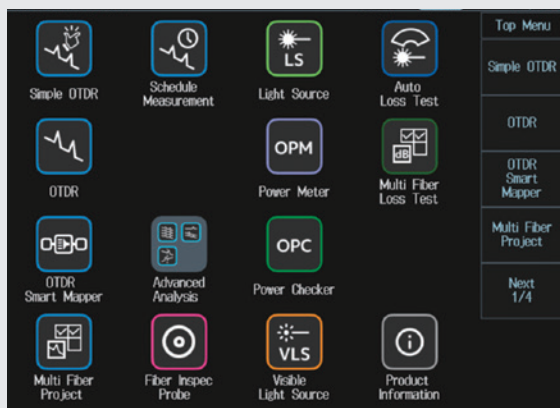 Top Menu
LS
Simple OTDR
Schedule
Measurement
Light Source
Auto
Loss Test
Simple OTDR
OPM
dB
OTDR
Power Meter
Multi Fiber
Loss Test
OTDR
OTDR
Smart
Mapper
OPC
OTDR
Smart Mapper
Advanced
Analysis
Power Checker
Multi Fiber
Project
VLS
Multi Fiber
Project
Fiber Inspec
Probe
Visible
Light Source
Product
Information
Next
1/4